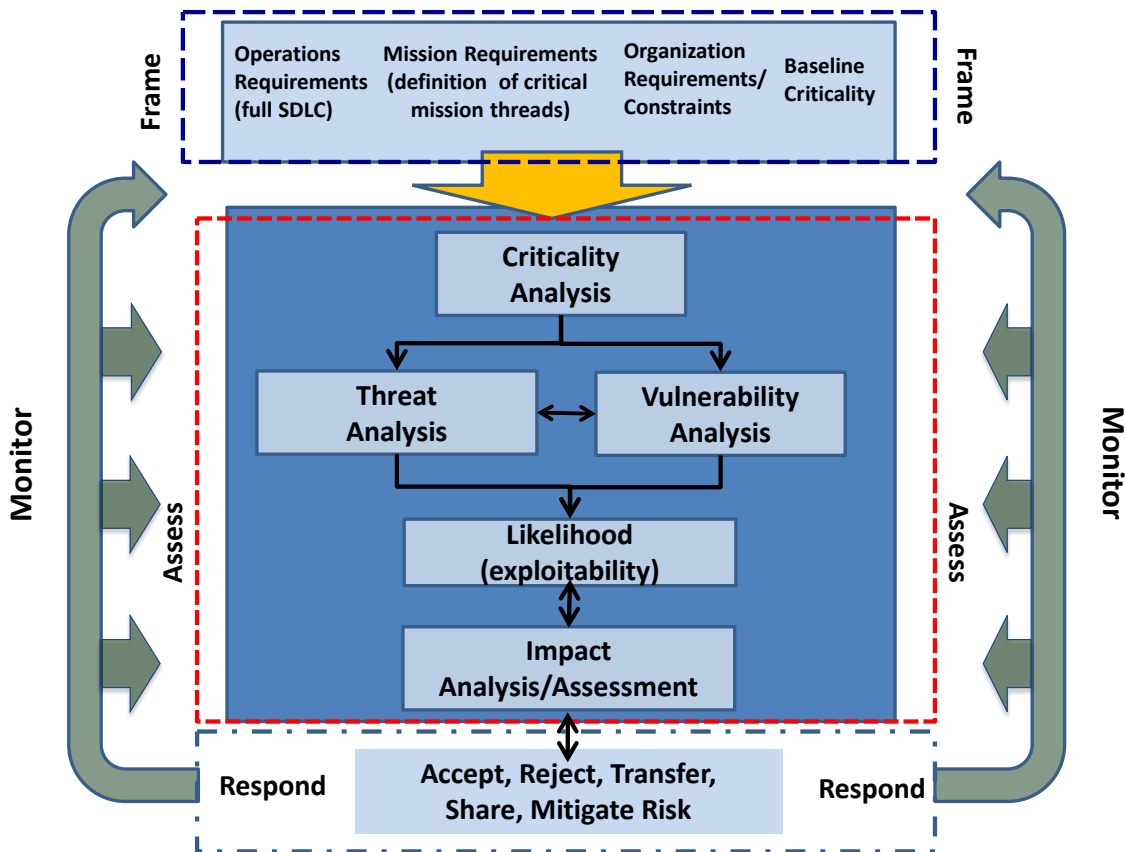 Frame
Operations
Requirements
(full SDLC)
Mission Requirements
(definition of critical
mission threads)
Organization
Requirements/
Constraints
Baseline
Criticality
Frame
Criticality
Analysis
Threat
Analysis
Vulnerability
Analysis
Likelihood
(exploitability)
Impact
Analysis/Assessment
Monitor
Assess
Assess
Monitor
Respond
Accept, Reject, Transfer,
Share, Mitigate Risk
Respond